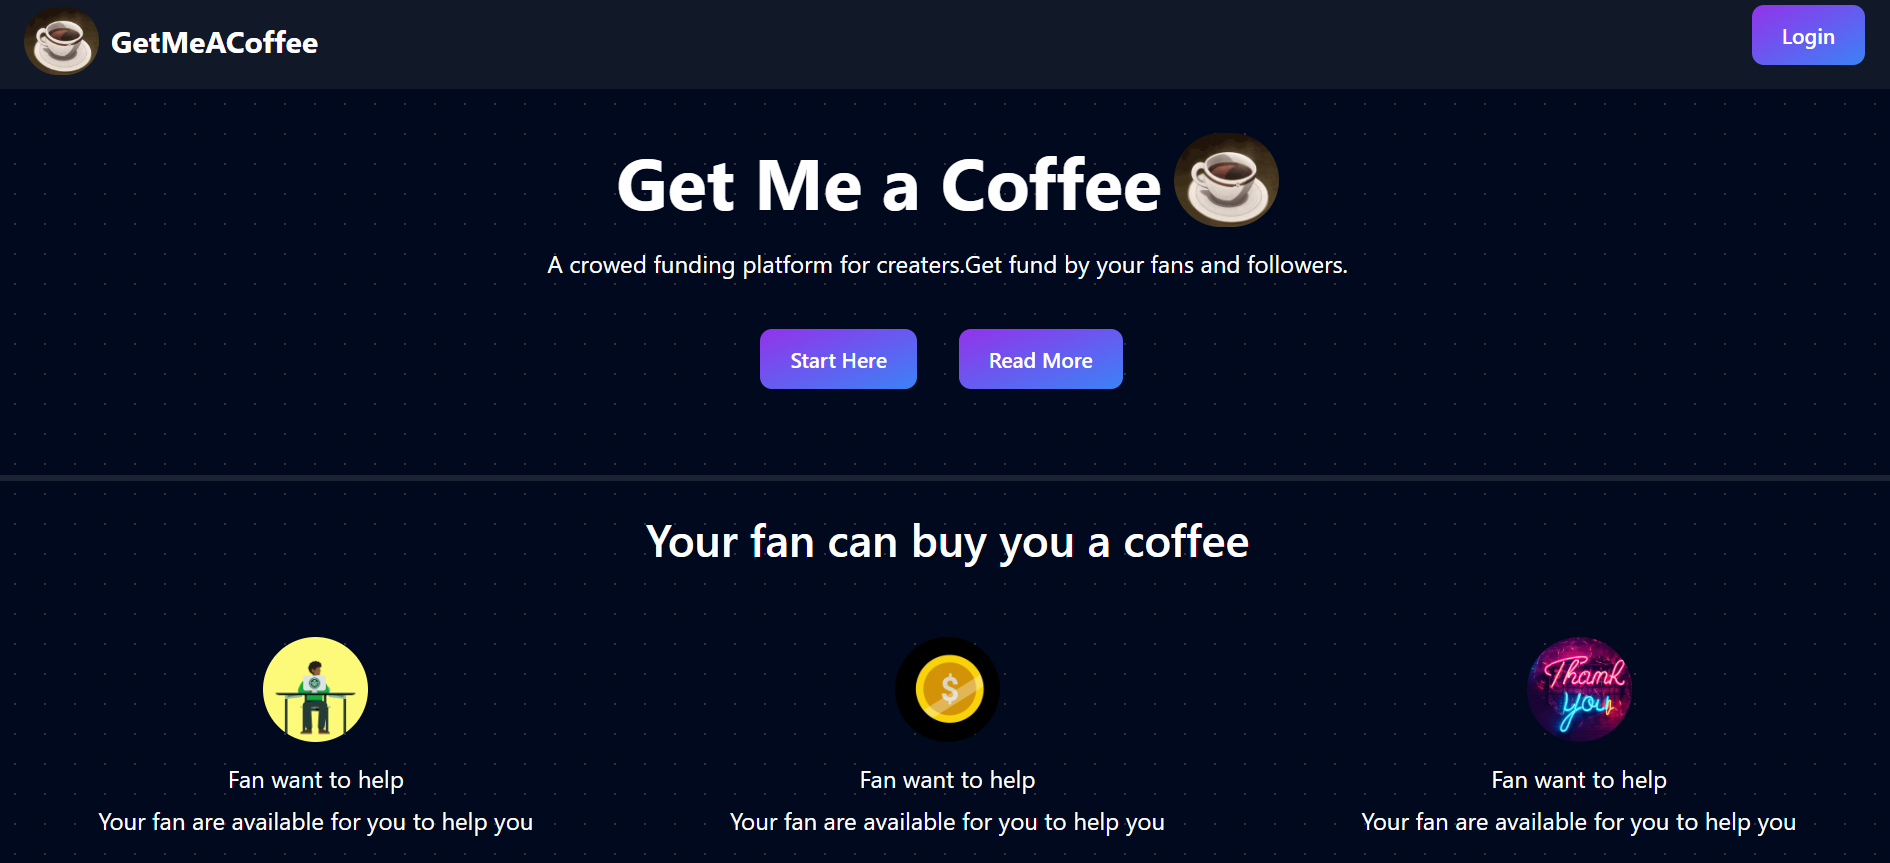 GetMeACoffee
Login
Get Me a Coffee
A crowed funding platform for creaters.Get fund by your fans and followers.
Start Here
Read More
Your fan can buy you a coffee
$
Thank
You
Fan want to help
Your fan are available for you to help you
Fan want to help
Your fan are available for you to help you
Fan want to help
Your fan are available for you to help you